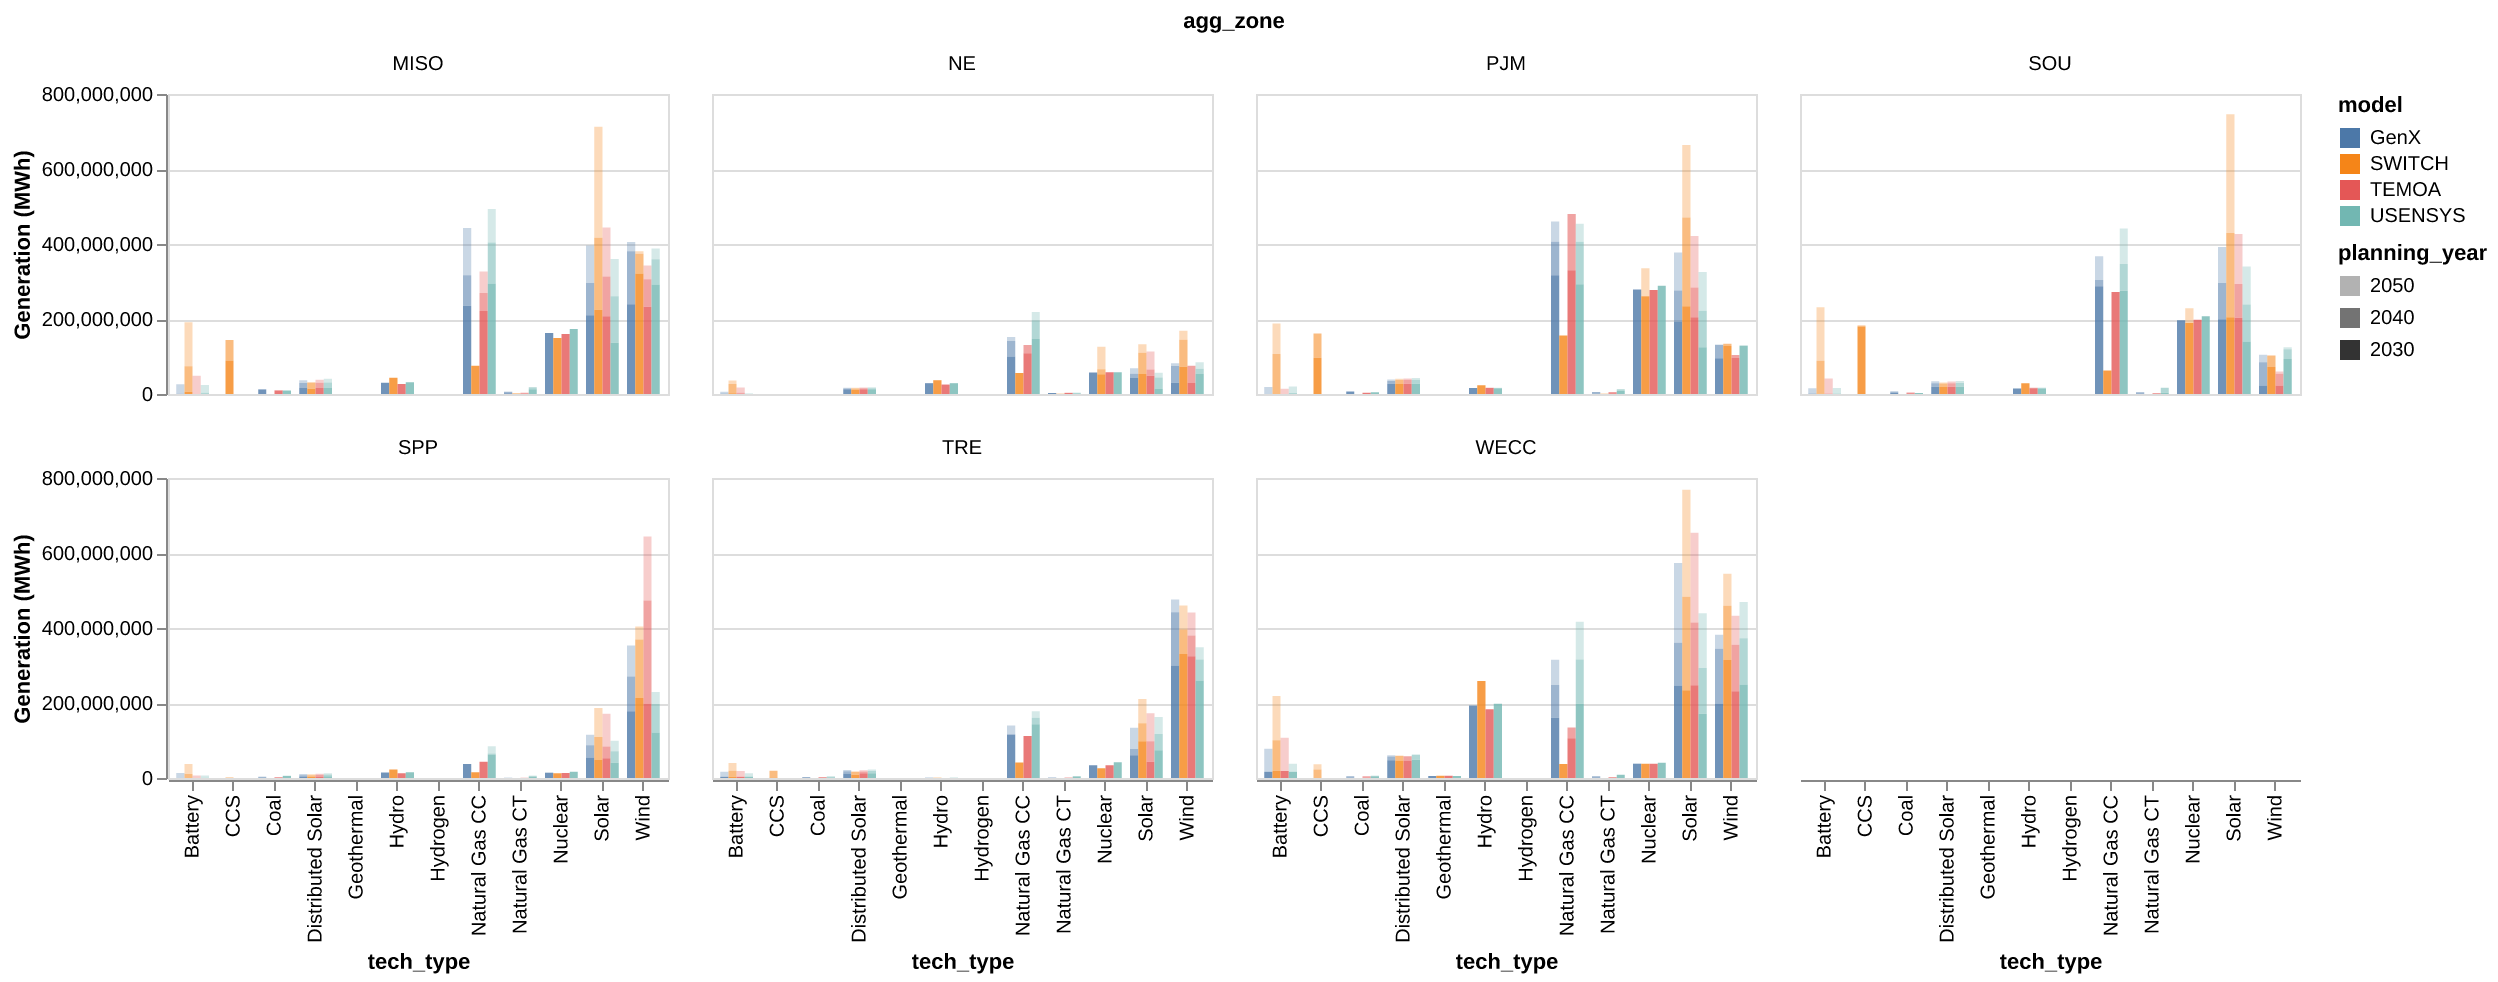 agg_zone
MISO
NE
PJM
SOU
Generation (MWh)
800,000,000
600,000,000
400,000,000
200,000,000
0
model
GenX
SWITCH
TEMOA
USENSYS
planning_year
2050
2040
2030
SPP
TRE
WECC
Generation (MWh)
800,000,000
600,000,000
400,000,000
200,000,000
0
Battery
CCS
Coal
Distributed Solar
Geothermal
Hydro
Hydrogen
Natural Gas CC
Natural Gas CT
Nuclear
Solar
Wind
Battery
CCS
Coal
Distributed Solar
Geothermal
Hydro
Hydrogen
Natural Gas CC
Natural Gas CT
Nuclear
Solar
Wind
Battery
CCS
Coal
Distributed Solar
Geothermal
Hydro
Hydrogen
Natural Gas CC
Natural Gas CT
Nuclear
Solar
Wind
Battery
CCS
Coal
Distributed Solar
Geothermal
Hydro
Hydrogen
Natural Gas CC
Natural Gas CT
Nuclear
Solar
Wind
tech_type
tech_type
tech_type
tech_type